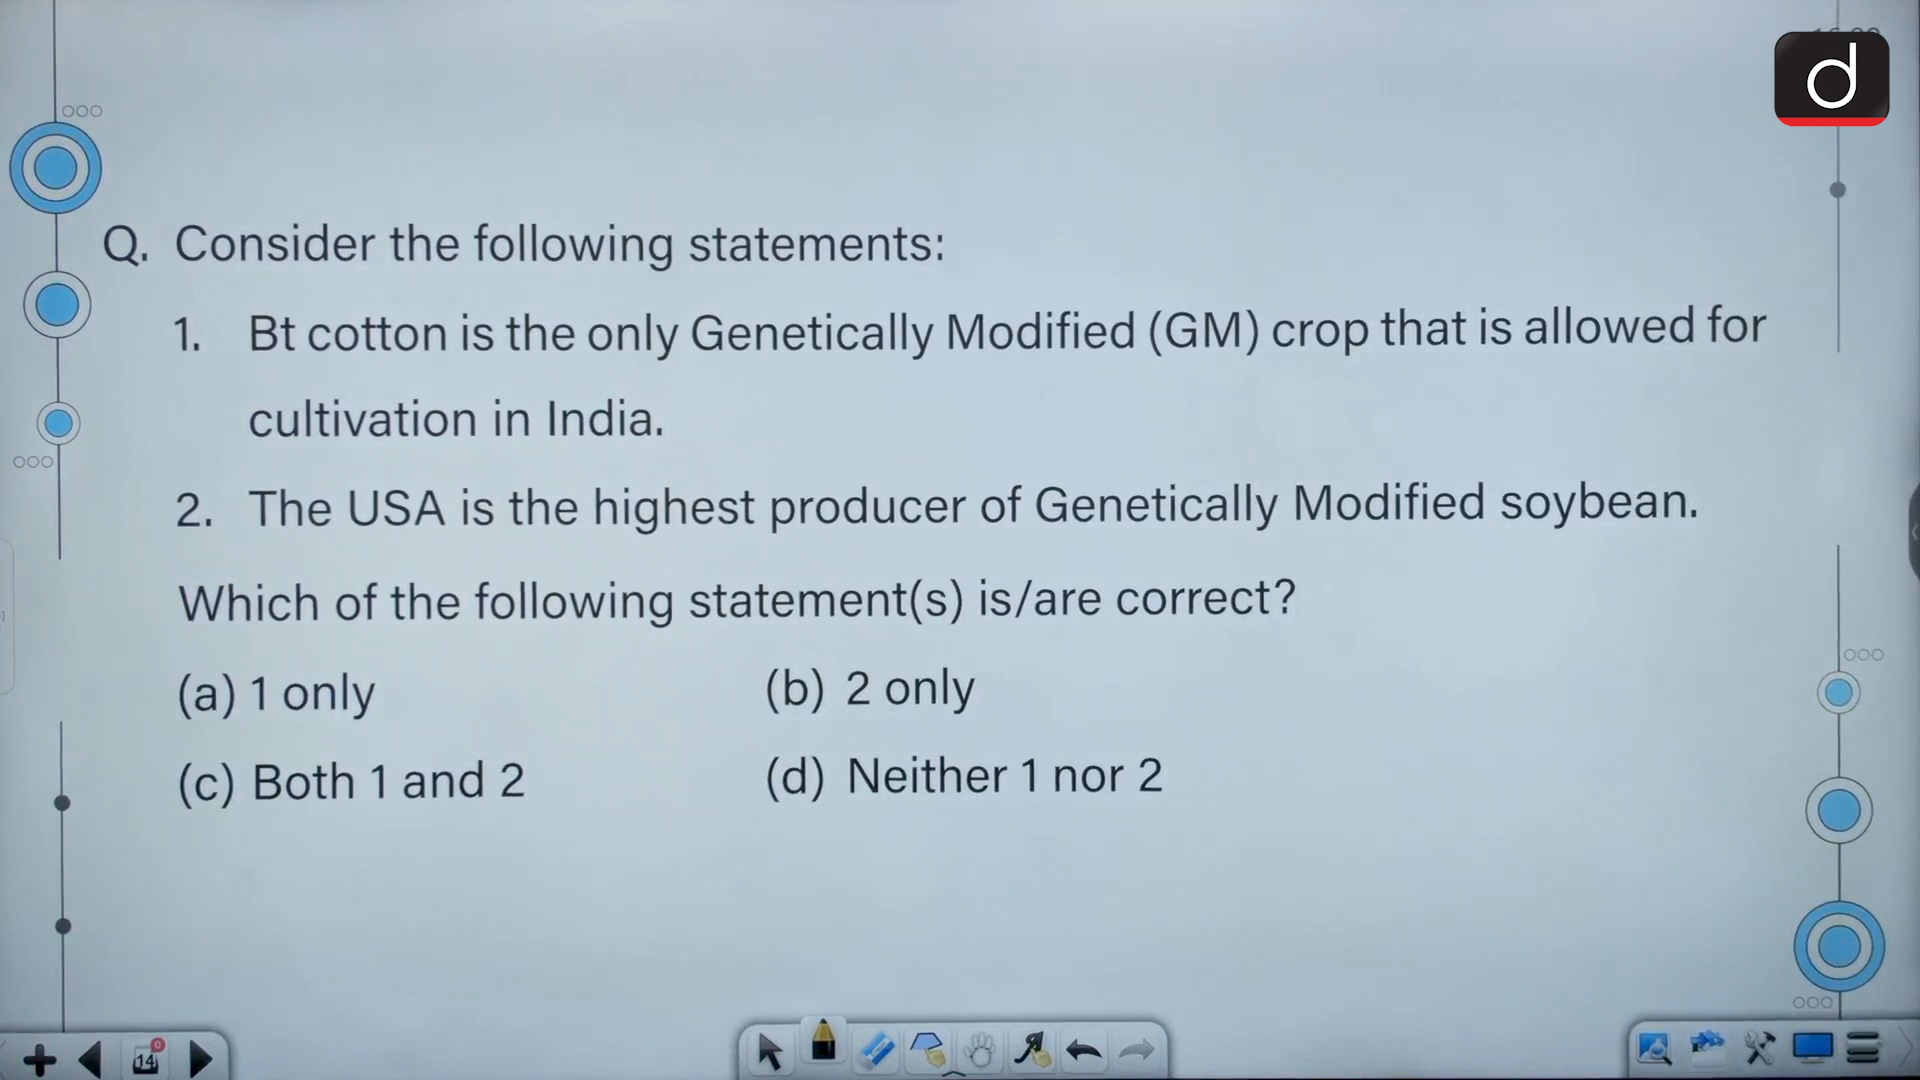 d
Q. Consider the following statements:
1. Bt cotton is the only Genetically Modified (GM) crop that is allowed for
cultivation in India.
2. The USA is the highest producer of Genetically Modified soybean.
Which of the following statement(s) is/are correct?
(a) 1 only (b) 2 only
(c) Both 1 and 2 (d) Neither 1 nor 2
14 0